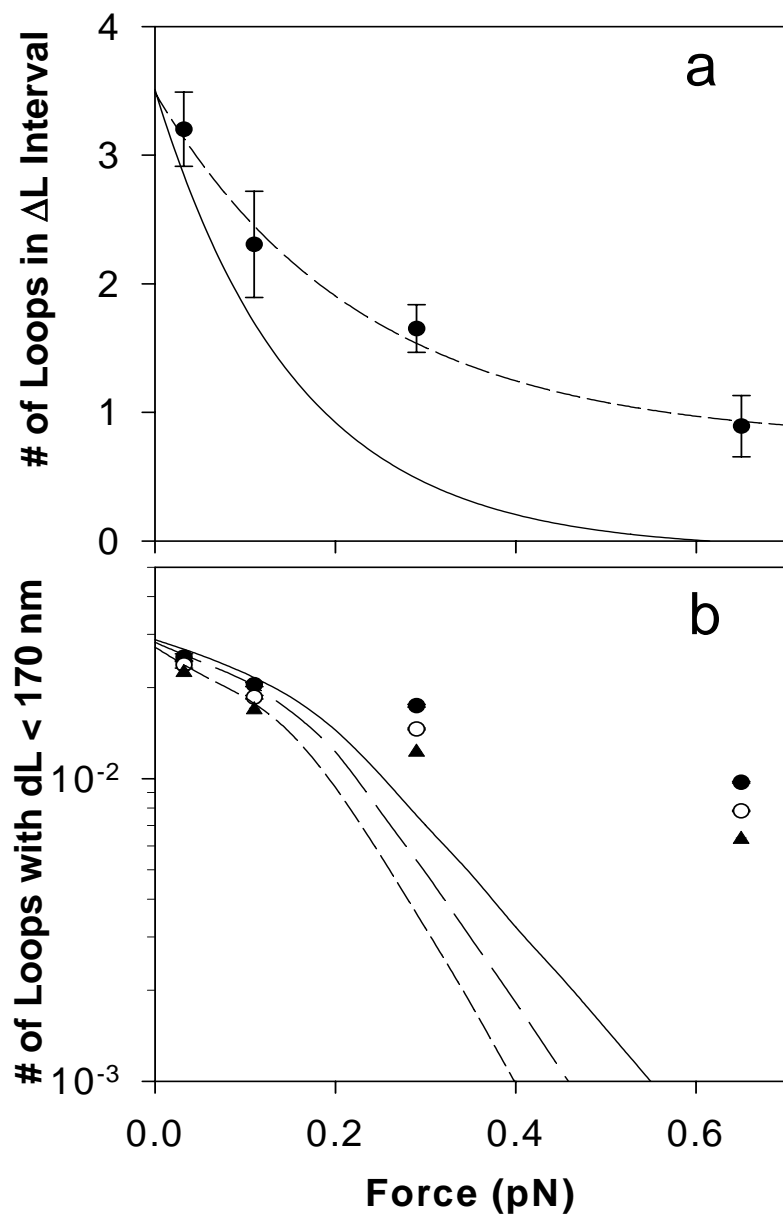 a
# of Loops in ΔL Interval
4
3
2
1
0
b
# of Loops with dL < 170 nm
10-2
10-3
0.0 0.2 0.4 0.6
Force (pN)